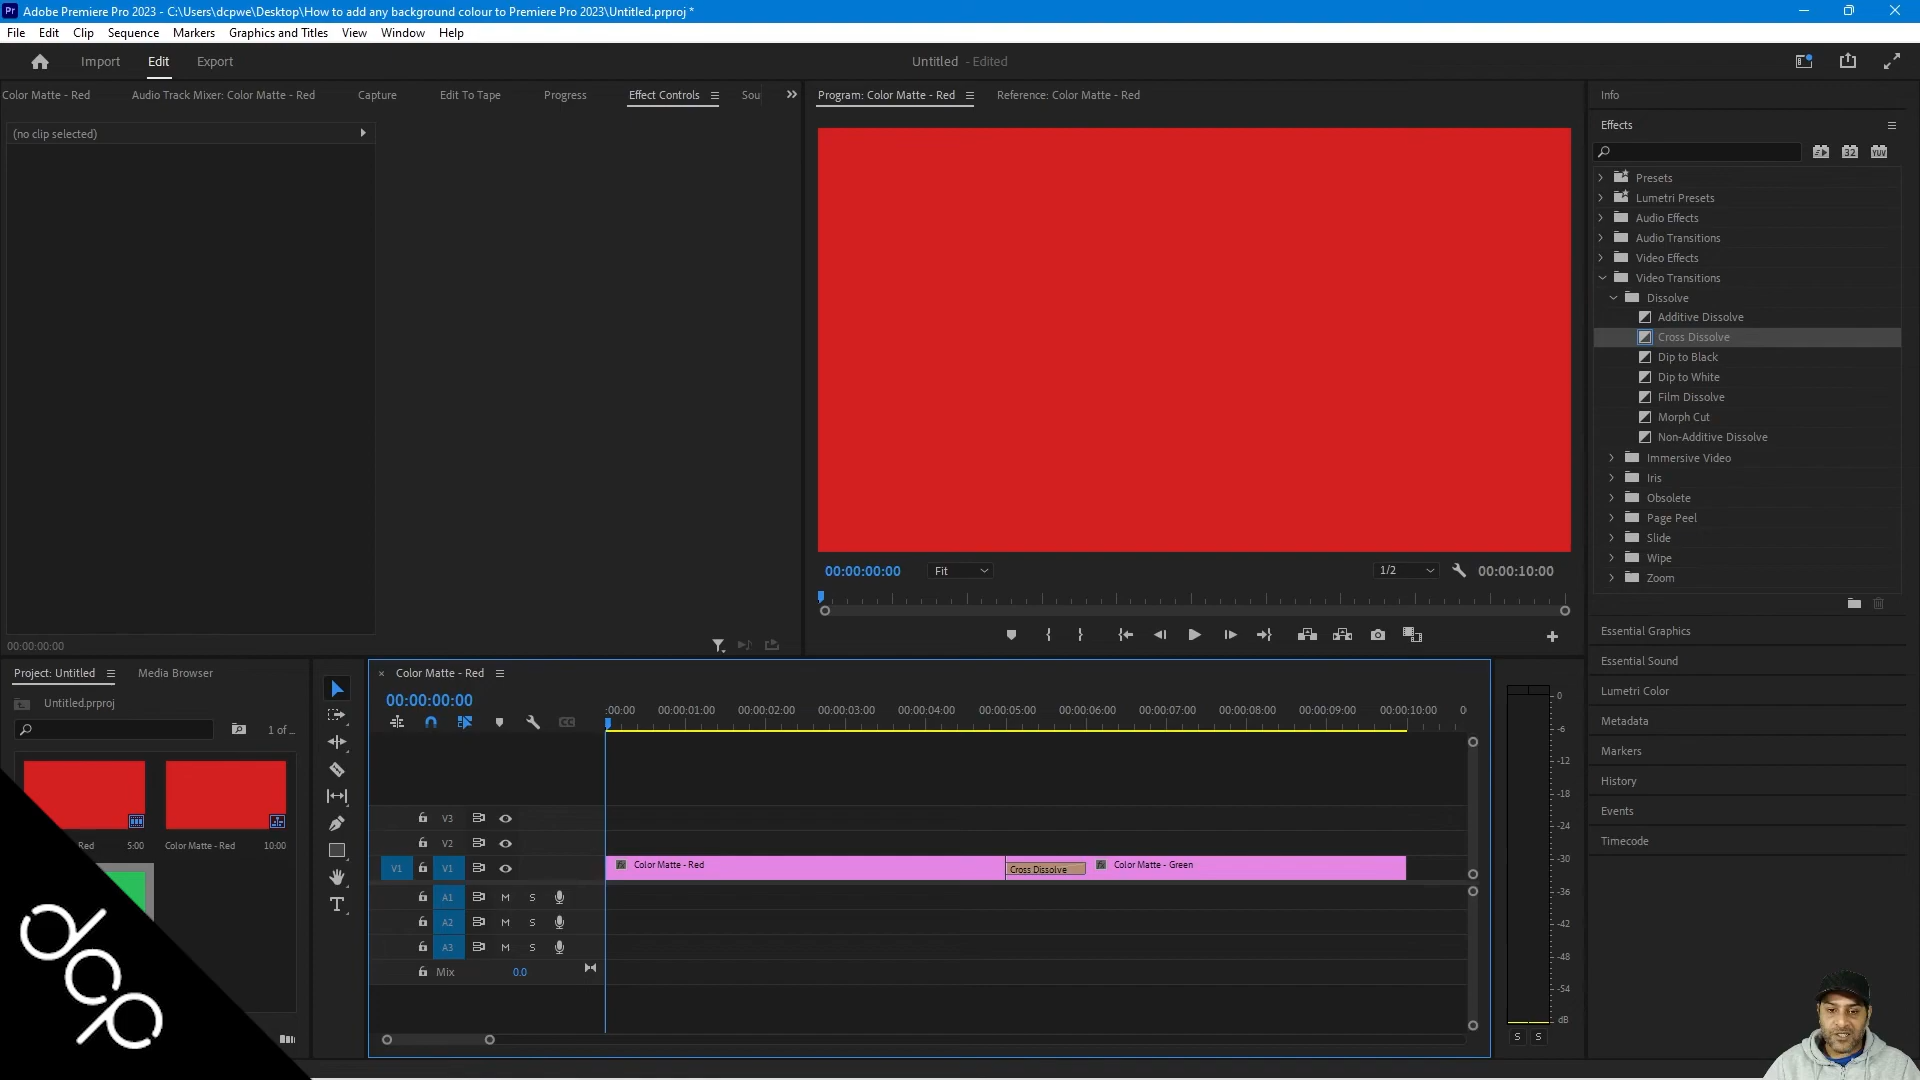 Pr Adobe Premiere Pro 2023 - C:\Users\dcpwe\Desktop\How to add any background colour to Premiere Pro 2023\Untitled.prproj *
File Edit Clip Sequence Markers Graphics and Titles View Window Help
Import Edit Export Untitled - Edited
Color Matte - Red Audio Track Mixer: Color Matte - Red Capture Edit To Tape Progress Effect Controls Sou
Program: Color Matte - Red Reference: Color Matte - Red
(no clip selected)
00:00:00:00
00:00:00:00 Fit 1/2 00:00:10:00
Info
Effects
32 YUV
Presets
Lumetri Presets
Audio Effects
Audio Transitions
Video Effects
Video Transitions
Dissolve
Additive Dissolve
Cross Dissolve
Dip to Black
Dip to White
Film Dissolve
Morph Cut
Non-Additive Dissolve
Immersive Video
Iris
Obsolete
Page Peel
Slide
Wipe
Zoom
Essential Graphics
Essential Sound
Lumetri Color
Metadata
Markers
History
Events
Timecode
Project: Untitled Media Browser
Untitled.prproj
1 of ...
Red 5:00 Color Matte - Red 10:00
dcp
T
× Color Matte - Red
00:00:00:00
CC
:00:00 00:00:01:00 00:00:02:00 00:00:03:00 00:00:04:00 00:00:05:00 00:00:06:00 00:00:07:00 00:00:08:00 00:00:09:00 00:00:10:00 0
V3
V2
V1 V1 Color Matte - Red Cross Dissolve Color Matte - Green
A1 M S
A2 M S
A3 M S
Mix 0.0
0
-6
-12
-18
-24
-30
-36
-42
-48
-54
dB
S S